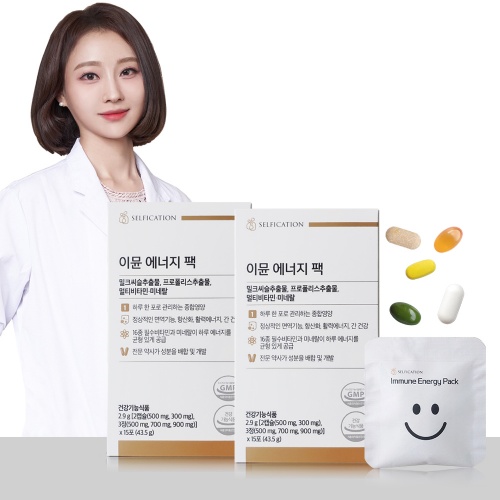 SELFICATION
이뮨 에너지 팩
밀크씨슬추출물, 프로폴리스추출물,
멀티비타민 미네랄
1 하루 한 포로 관리하는 종합영양
정상적인 면역기능, 항산화, 활력에너지, 간 건강
16종 필수비타민과 미네랄이 하루 에너지를
균형 있게 공급
전문 약사가 성분을 배합 및 개발
건강기능식품
2.9 g [2캡슐(500 mg, 300 mg),
3정(500 mg, 700 mg, 900 mg)]
x 15포 (43.5 g)
GMP
SELFICATION
이뮨 에너지 팩
밀크씨슬추출물, 프로폴리스추출물,
멀티비타민 미네랄
1 하루 한 포로 관리하는 종합영양
정상적인 면역기능, 항산화, 활력에너지, 간 건강
16종 필수비타민과 미네랄이 하루 에너지를
균형 있게 공급
전문 약사가 성분을 배합 및 개발
건강기능식품
2.9 g [2캡슐(500 mg, 300 mg),
3정(500 mg, 700 mg, 900 mg)]
x 15포 (43.5 g)
GMP
건강
기능식품
SELFICATION
Immune Energy Pack